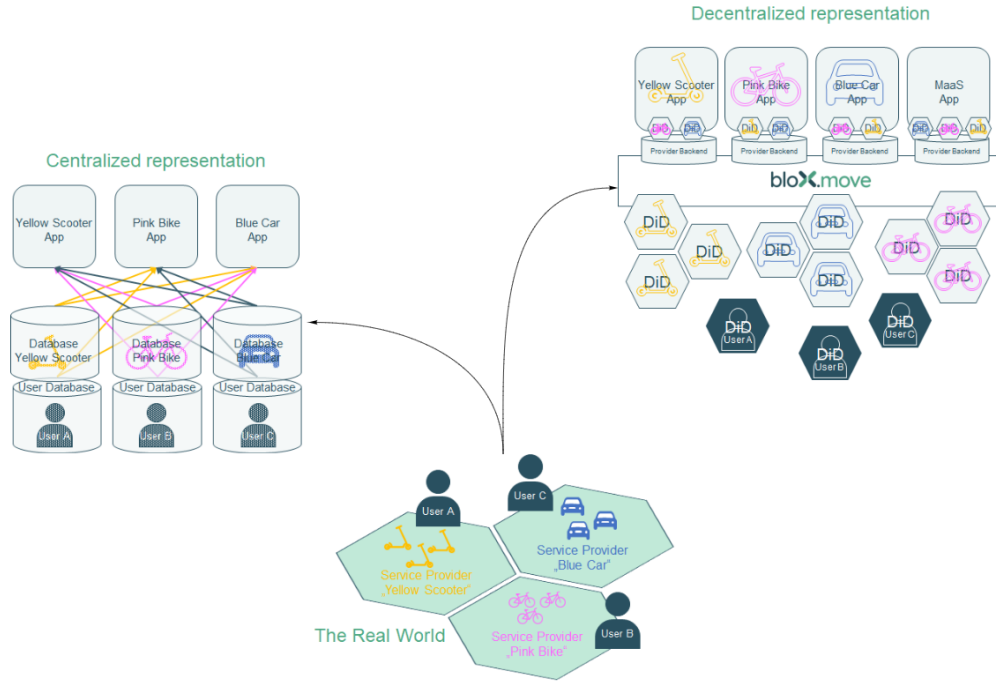 Decentralized representation
Yellow Scooter
App
Pink Bike
App
Blue Car
App
MaaS
App
DiD
DiD
DiD
DiD
DiD
DiD
DiD
DiD
DiD
Provider Backend
Provider Backend
Provider Backend
Provider Backend
bloX.move
DiD
DiD
DiD
DiD
DiD
DiD
DiD
DiD
DiD
DiD
User A
DiD
User B
DiD
User C
Centralized representation
Yellow Scooter
App
Pink Bike
App
Blue Car
App
Database
Yellow Scooter
Database
Pink Bike
Database
Blue Car
User Database
User Database
User Database
User A
User B
User C
User A
User C
Service Provider
„Yellow Scooter“
Service Provider
„Blue Car“
Service Provider
„Pink Bike“
User B
The Real World